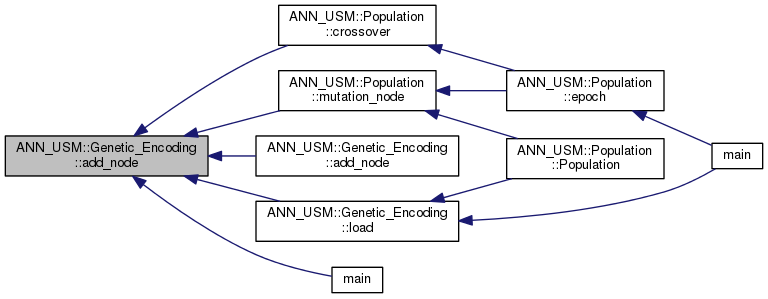 ANN_USM::Population
::crossover
ANN_USM::Population
::mutation_node
ANN_USM::Population
::epoch
ANN_USM::Genetic_Encoding
::add_node
ANN_USM::Genetic_Encoding
::add_node
ANN_USM::Population
::Population
main
ANN_USM::Genetic_Encoding
::load
main